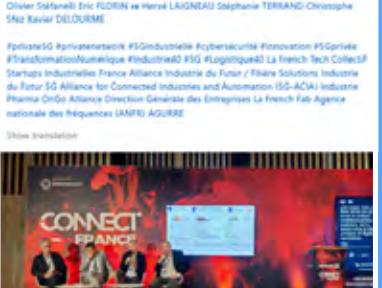 Olivier Stéfanelli Eric FLORIN se Hervé LAIGNEAU Stéphanie TERRAND Christophe
Sfez Xavier DELOURME
#private5G #privatenetwork #5Gindustrielle #cybersécurité #innovation #5Gprivée
#TransformationNumérique #Industrie40 #5G #Logistique40 La French Tech Collectif
Startups Industrielles France Alliance Industrie du Futur / Filière Solutions Industrie
du Futur 5G Alliance for Connected Industries and Automation (5G-ACIA) Industrie
Pharma OnGo Alliance Direction Générale des Entreprises La French Fab Agence
nationale des fréquences (ANFR) AGURRE
Show translation
CONNECT
FRANCE